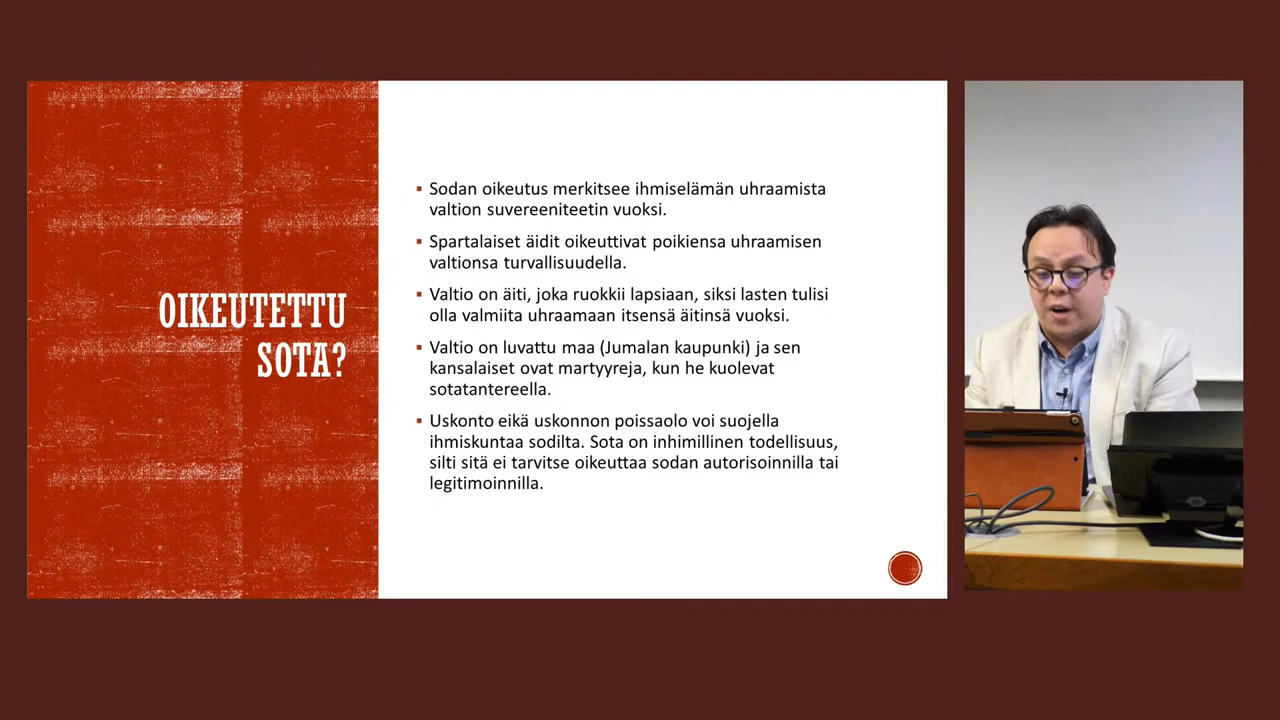 OIKEUTETTU
SOTA?
▪ Sodan oikeutus merkitsee ihmiselämän uhraamista
valtion suvereeniteetin vuoksi.
▪ Spartalaiset äidit oikeuttivat poikiensa uhraamisen
valtionsa turvallisuudella.
▪ Valtio on äiti, joka ruokkii lapsiaan, siksi lasten tulisi
olla valmiita uhraamaan itsensä äitinsä vuoksi.
▪ Valtio on luvattu maa (Jumalan kaupunki) ja sen
kansalaiset ovat martyyreja, kun he kuolevat
sotatantereella.
▪ Uskonto eikä uskonnon poissaolo voi suojella
ihmiskuntaa sodilta. Sota on inhimillinen todellisuus,
silti sitä ei tarvitse oikeuttaa sodan autorisoinnilla tai
legitimoinnilla.